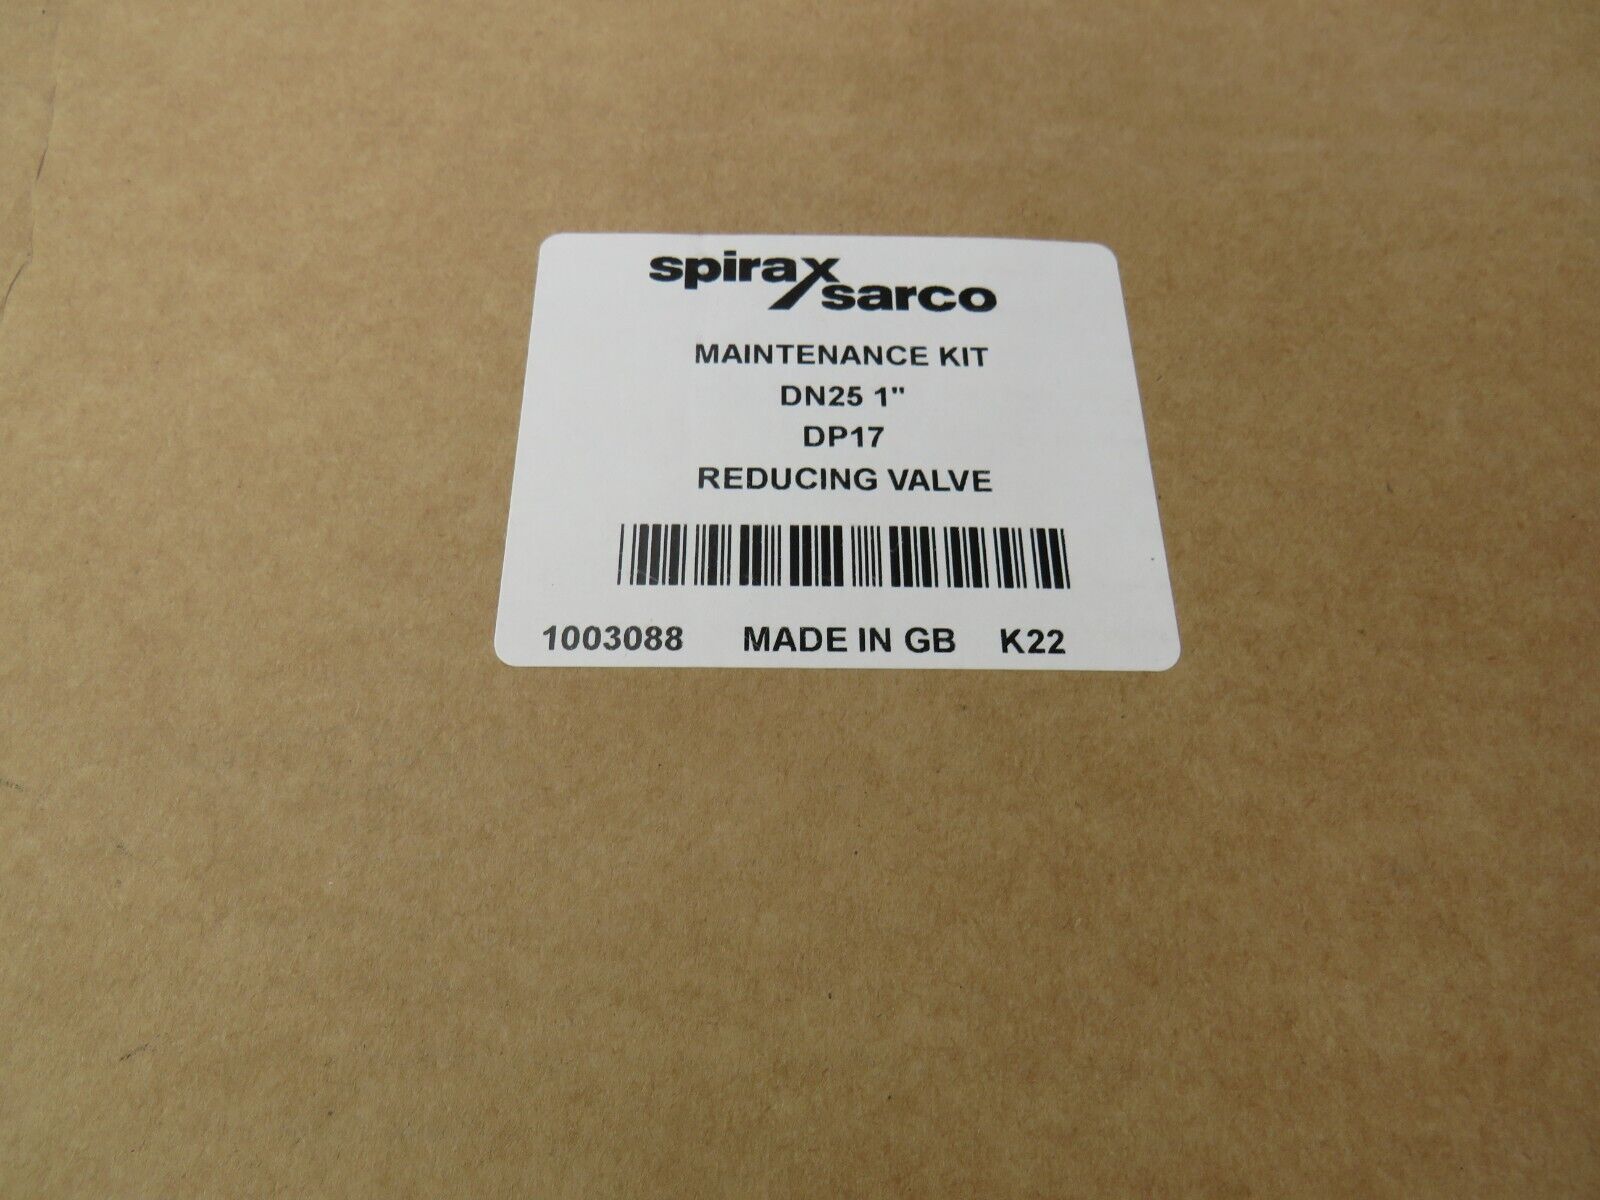 spirax
sarco
MAINTENANCE KIT
DN25 1"
DP17
REDUCING VALVE
1003088 MADE IN GB K22